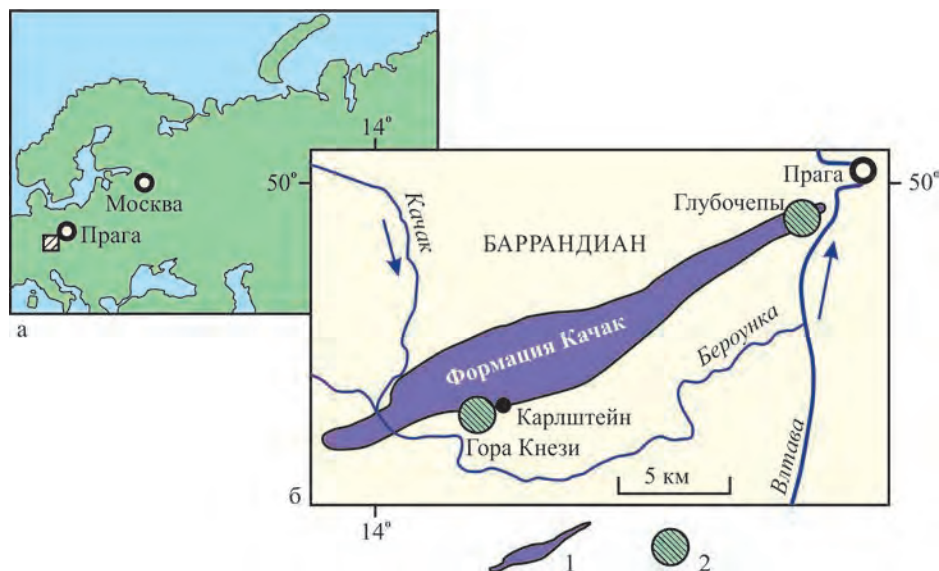 Москва
Прага
а
14°
50°
Прага
50°
Глубочепы
Качак
БАРРАНДИАН
Формация Качак
Бероунка
Карлштейн
Гора Кнези
5 км
Влтава
б
14°
1
2